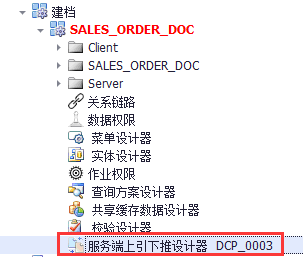 建档
SALES_ORDER_DOC
Client
SALES_ORDER_DOC
Server
关系链路
数据权限
菜单设计器
实体设计器
作业权限
查询方案设计器
共享缓存数据设计器
校验设计器
服务端上引下推设计器 DCP_0003